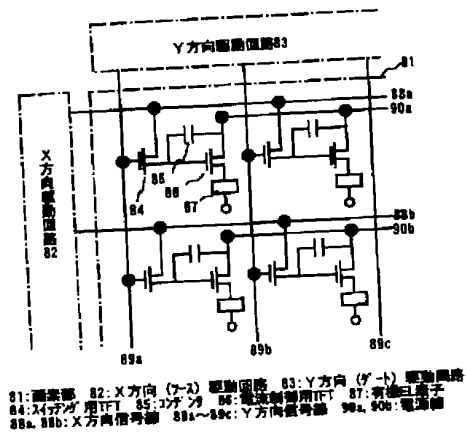 Y方向駆動回路83
81
88a
90a
X方向駆動回路82
85
86
84
87
88b
90b
89a
89b
89c
81:画素部 82:X方向(ソース)駆動回路 83:Y方向(ゲート)駆動回路
84:スイッチング用TFT 85:コンデンサ 86:電流制御用TFT 87:有機EL素子
88a、88b:X方向信号線 89a~89c:Y方向信号線 90a、90b:電源線